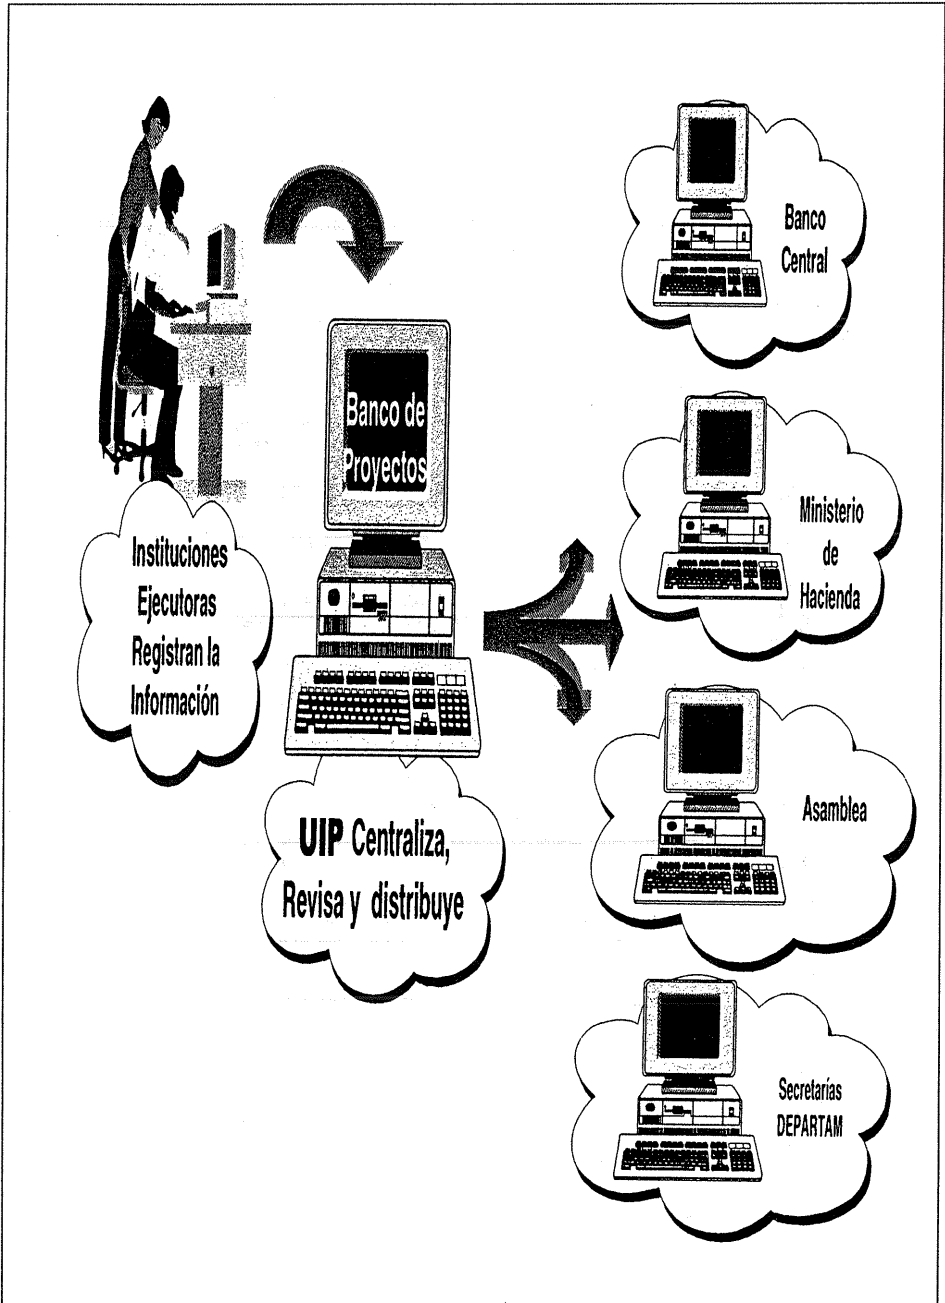 Instituciones
Ejecutoras
Registran la
Información
Banco de
Proyectos
UIP Centraliza,
Revisa y distribuye
Banco
Central
Ministerio
de
Hacienda
Asamblea
Secretarías
DEPARTAM